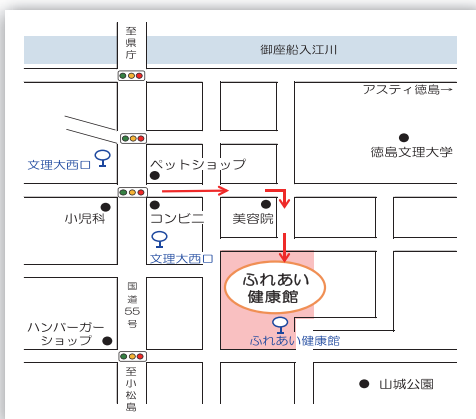 至県庁
御座船入江川
アスティ徳島→
徳島文理大学
文理大西口
ペットショップ
小児科
コンビニ
美容院
文理大西口
ふれあい
健康館
国道55号
ふれあい健康館
ハンバーガー
ショップ
至小松島
山城公園